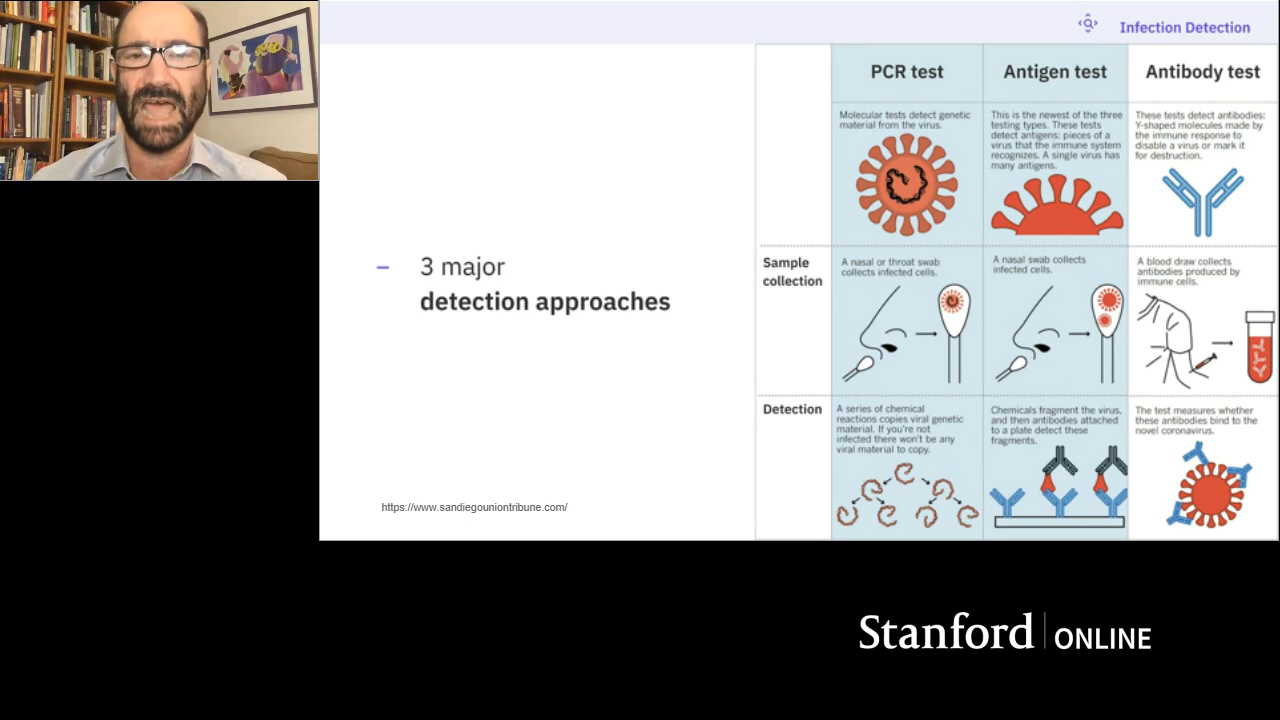 Infection Detection
– 3 major
detection approaches
https://www.sandiegouniontribune.com/
PCR test
Antigen test
Antibody test
Molecular tests detect genetic
material from the virus.
This is the newest of the three
testing types. These tests
detect antigens: pieces of a
virus that the immune system
recognizes. A single virus has
many antigens.
These tests detect antibodies:
Y-shaped molecules made by
the immune response to
disable a virus or mark it
for destruction.
Sample
collection
A nasal or throat swab
collects infected cells.
A nasal swab collects
infected cells.
A blood draw collects
antibodies produced by
immune cells.
Detection
A series of chemical
reactions copies viral genetic
material. If you're not
infected there won't be any
viral material to copy.
Chemicals fragment the virus,
and then antibodies attached
to a plate detect these
fragments.
The test measures whether
these antibodies bind to the
novel coronavirus.
Stanford ONLINE